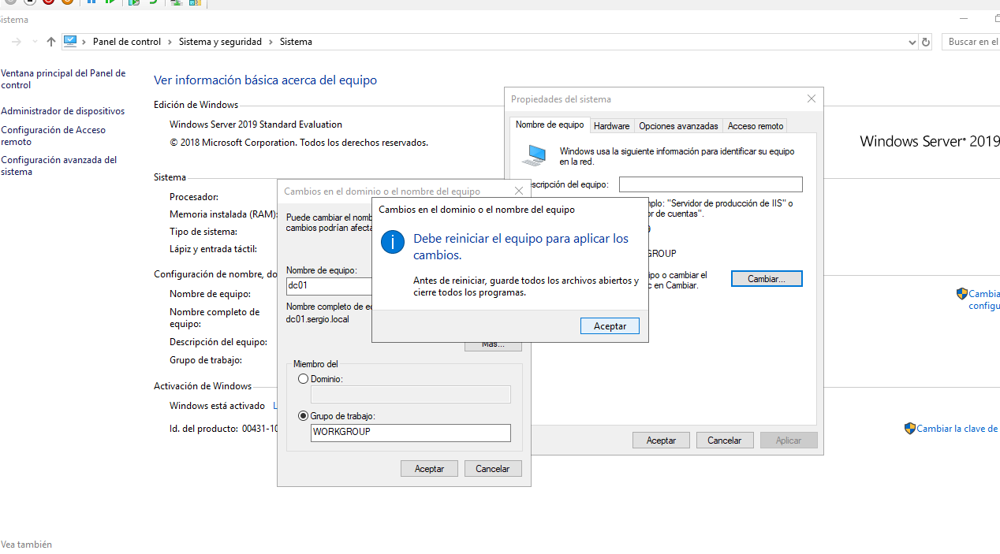 istema
Panel de control
Sistema y seguridad
Sistema
Buscar en el
Ventana principal del Panel de
control
Administrador de dispositivos
Configuración de Acceso
remoto
Configuración avanzada del
sistema
Vea también
Ver información básica acerca del equipo
Edición de Windows
Windows Server 2019 Standard Evaluation
© 2018 Microsoft Corporation. Todos los derechos reservados.
Windows Server® 2019
Sistema
Procesador:
Memoria instalada (RAM):
Tipo de sistema:
Lápiz y entrada táctil:
Configuración de nombre, do
Nombre de equipo:
Nombre completo de
equipo:
Descripción del equipo:
Grupo de trabajo:
Cambia
configu
Activación de Windows
Windows está activado L
Id. del producto: 00431-10
Cambiar la clave de
Propiedades del sistema
Nombre de equipo
Hardware
Opciones avanzadas
Acceso remoto
Windows usa la siguiente información para identificar su equipo
en la red.
scripción del equipo:
mplo: "Servidor de producción de IIS" o
or de cuentas".
9
GROUP
ipo o cambiar el
c en Cambiar.
Cambiar...
Aceptar
Cancelar
Aplicar
Cambios en el dominio o el nombre del equipo
Puede cambiar el nomb
cambios podrían afecta
Nombre de equipo:
dc01
Nombre completo de eq
dc01.sergio.local
Más...
Miembro del
Dominio:
Grupo de trabajo:
WORKGROUP
Aceptar
Cancelar
Cambios en el dominio o el nombre del equipo
Debe reiniciar el equipo para aplicar los
cambios.
Antes de reiniciar, guarde todos los archivos abiertos y
cierre todos los programas.
Aceptar